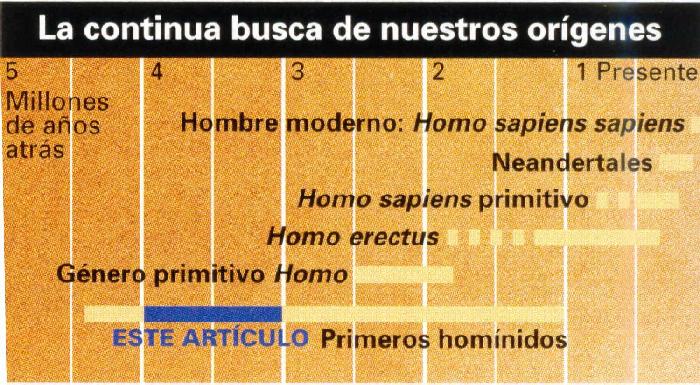 La continua busca de nuestros orígenes
5 4 3 2 1 Presente
Millones
de años
atrás
Hombre moderno: Homo sapiens sapiens
Neandertales
Homo sapiens primitivo
Homo erectus
Género primitivo Homo
ESTE ARTÍCULO Primeros homínidos